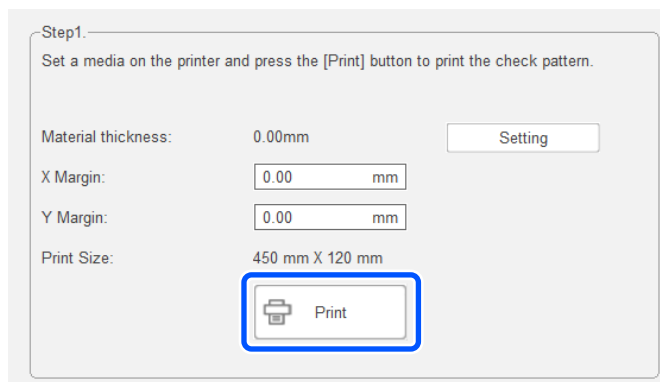 Step1.
Set a media on the printer and press the [Print] button to print the check pattern.
Material thickness: 0.00mm Setting
X Margin: 0.00 mm
Y Margin: 0.00 mm
Print Size: 450 mm X 120 mm
Print